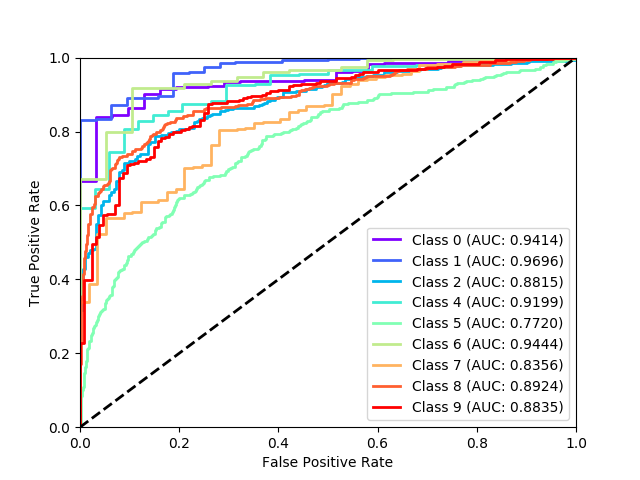 1.0
0.8
0.6
0.4
0.2
0.0
True Positive Rate
Class 0 (AUC: 0.9414)
Class 1 (AUC: 0.9696)
Class 2 (AUC: 0.8815)
Class 4 (AUC: 0.9199)
Class 5 (AUC: 0.7720)
Class 6 (AUC: 0.9444)
Class 7 (AUC: 0.8356)
Class 8 (AUC: 0.8924)
Class 9 (AUC: 0.8835)
0.0 0.2 0.4 0.6 0.8 1.0
False Positive Rate